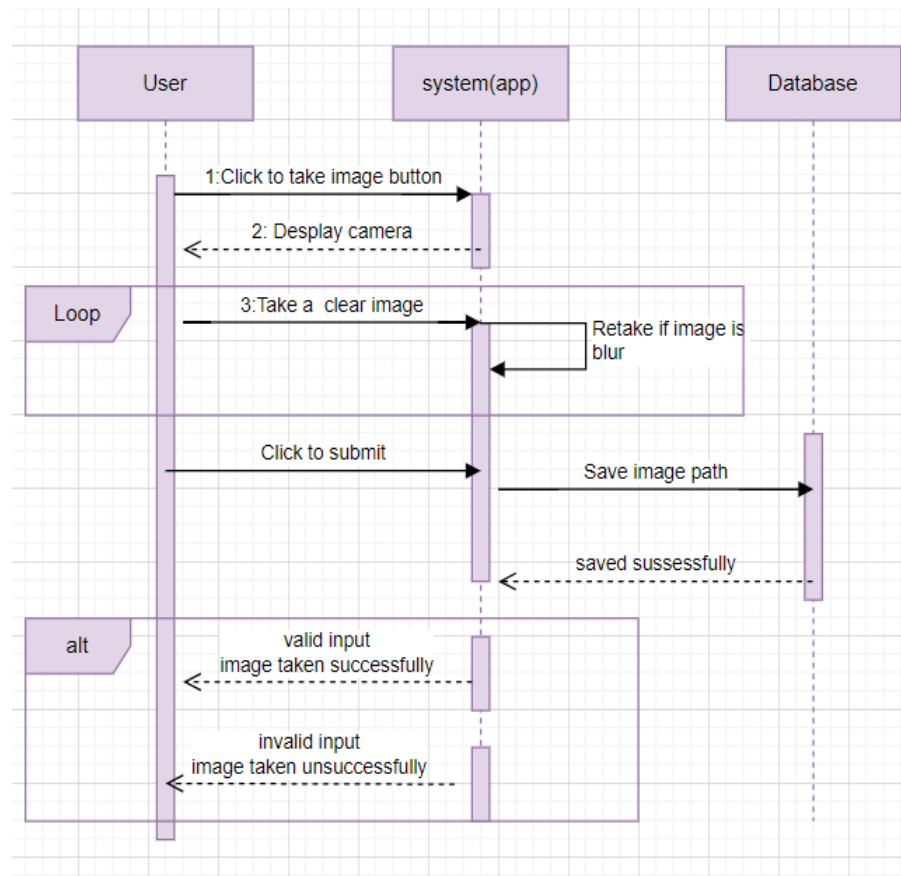 User
system(app)
Database
1:Click to take image button
2: Desplay camera
Loop
3:Take a clear image
Retake if image is
blur
Click to submit
Save image path
saved sussessfully
alt
valid input
image taken successfully
invalid input
image taken unsuccessfully